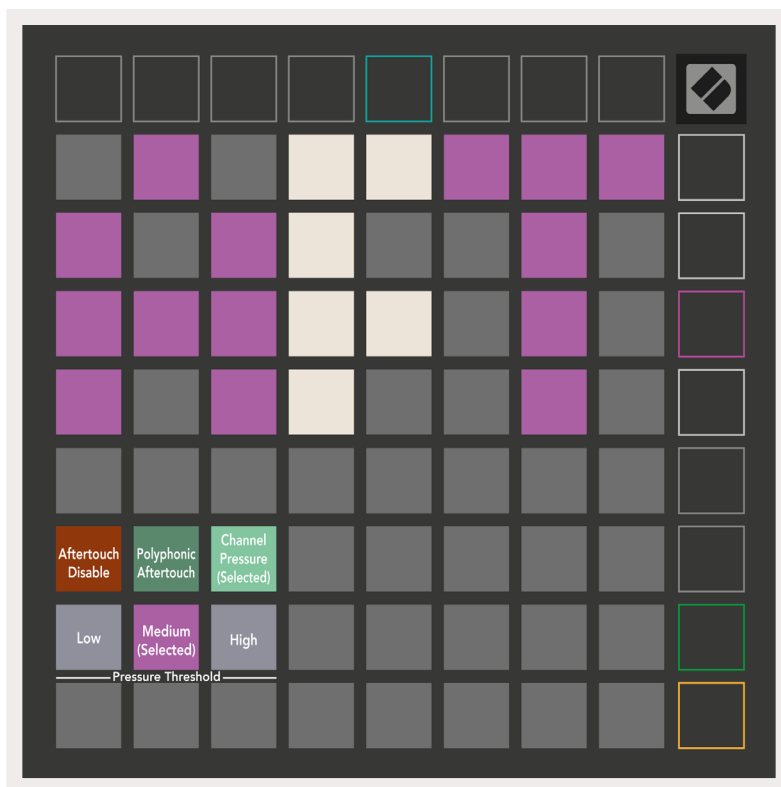 Aftertouch
Disable
Polyphonic
Aftertouch
Channel
Pressure
(Selected)
Low
Medium
(Selected)
High
Pressure Threshold